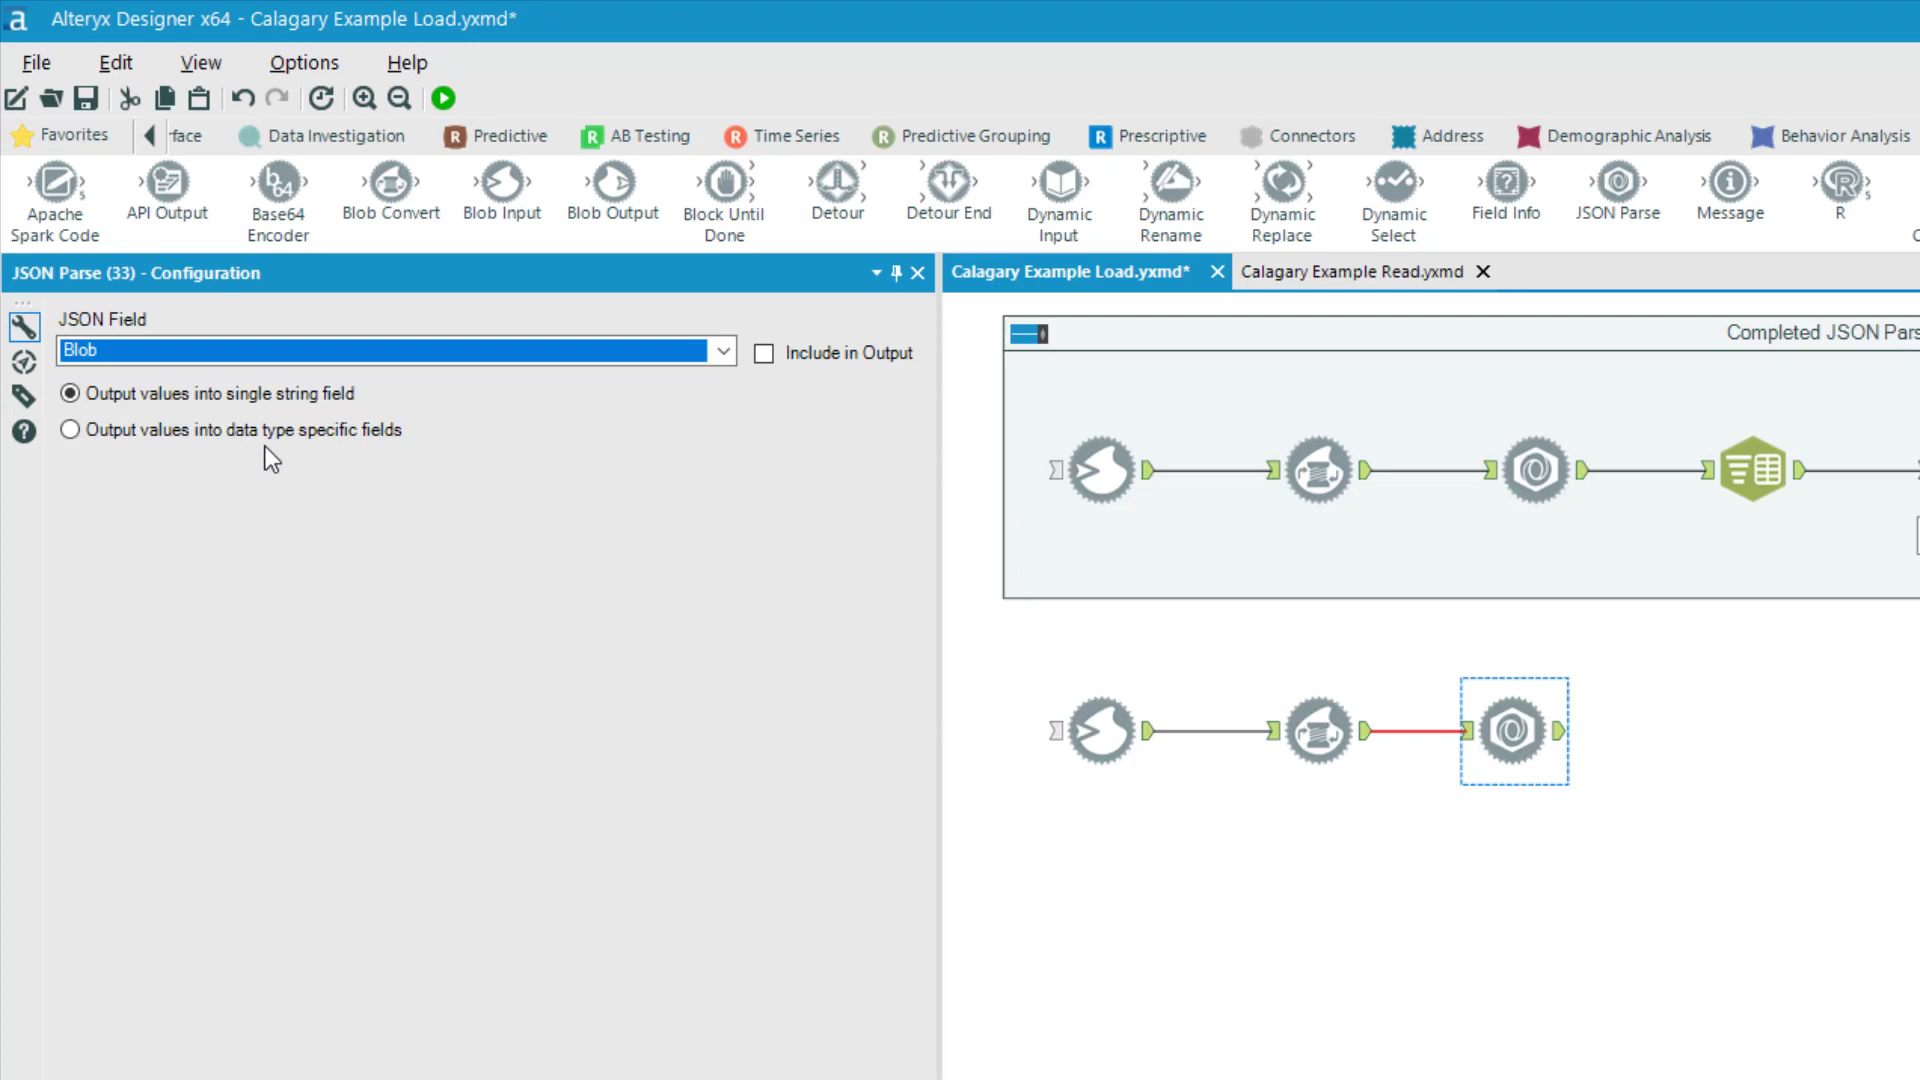 a Alteryx Designer x64 - Calagary Example Load.yxmd*
File Edit View Options Help
Favorites rface Data Investigation R Predictive R AB Testing R Time Series R Predictive Grouping R Prescriptive Connectors Address Demographic Analysis Behavior Analysis
b64
Apache Spark Code
API Output
Base64 Encoder
Blob Convert
Blob Input
Blob Output
Block Until Done
Detour
Detour End
Dynamic Input
Dynamic Rename
Dynamic Replace
Dynamic Select
Field Info
JSON Parse
Message
R
JSON Parse (33) - Configuration
Calagary Example Load.yxmd*
Calagary Example Read.yxmd
JSON Field
Blob
Include in Output
Output values into single string field
Output values into data type specific fields
Completed JSON Pars